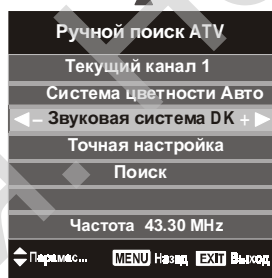 Ручной поиск ATV
Текущий канал 1
Система цветности Авто
– Звуковая система DK +
Точная настройка
Поиск
Частота 43.30 MHz
MENU Назад EXIT Выход